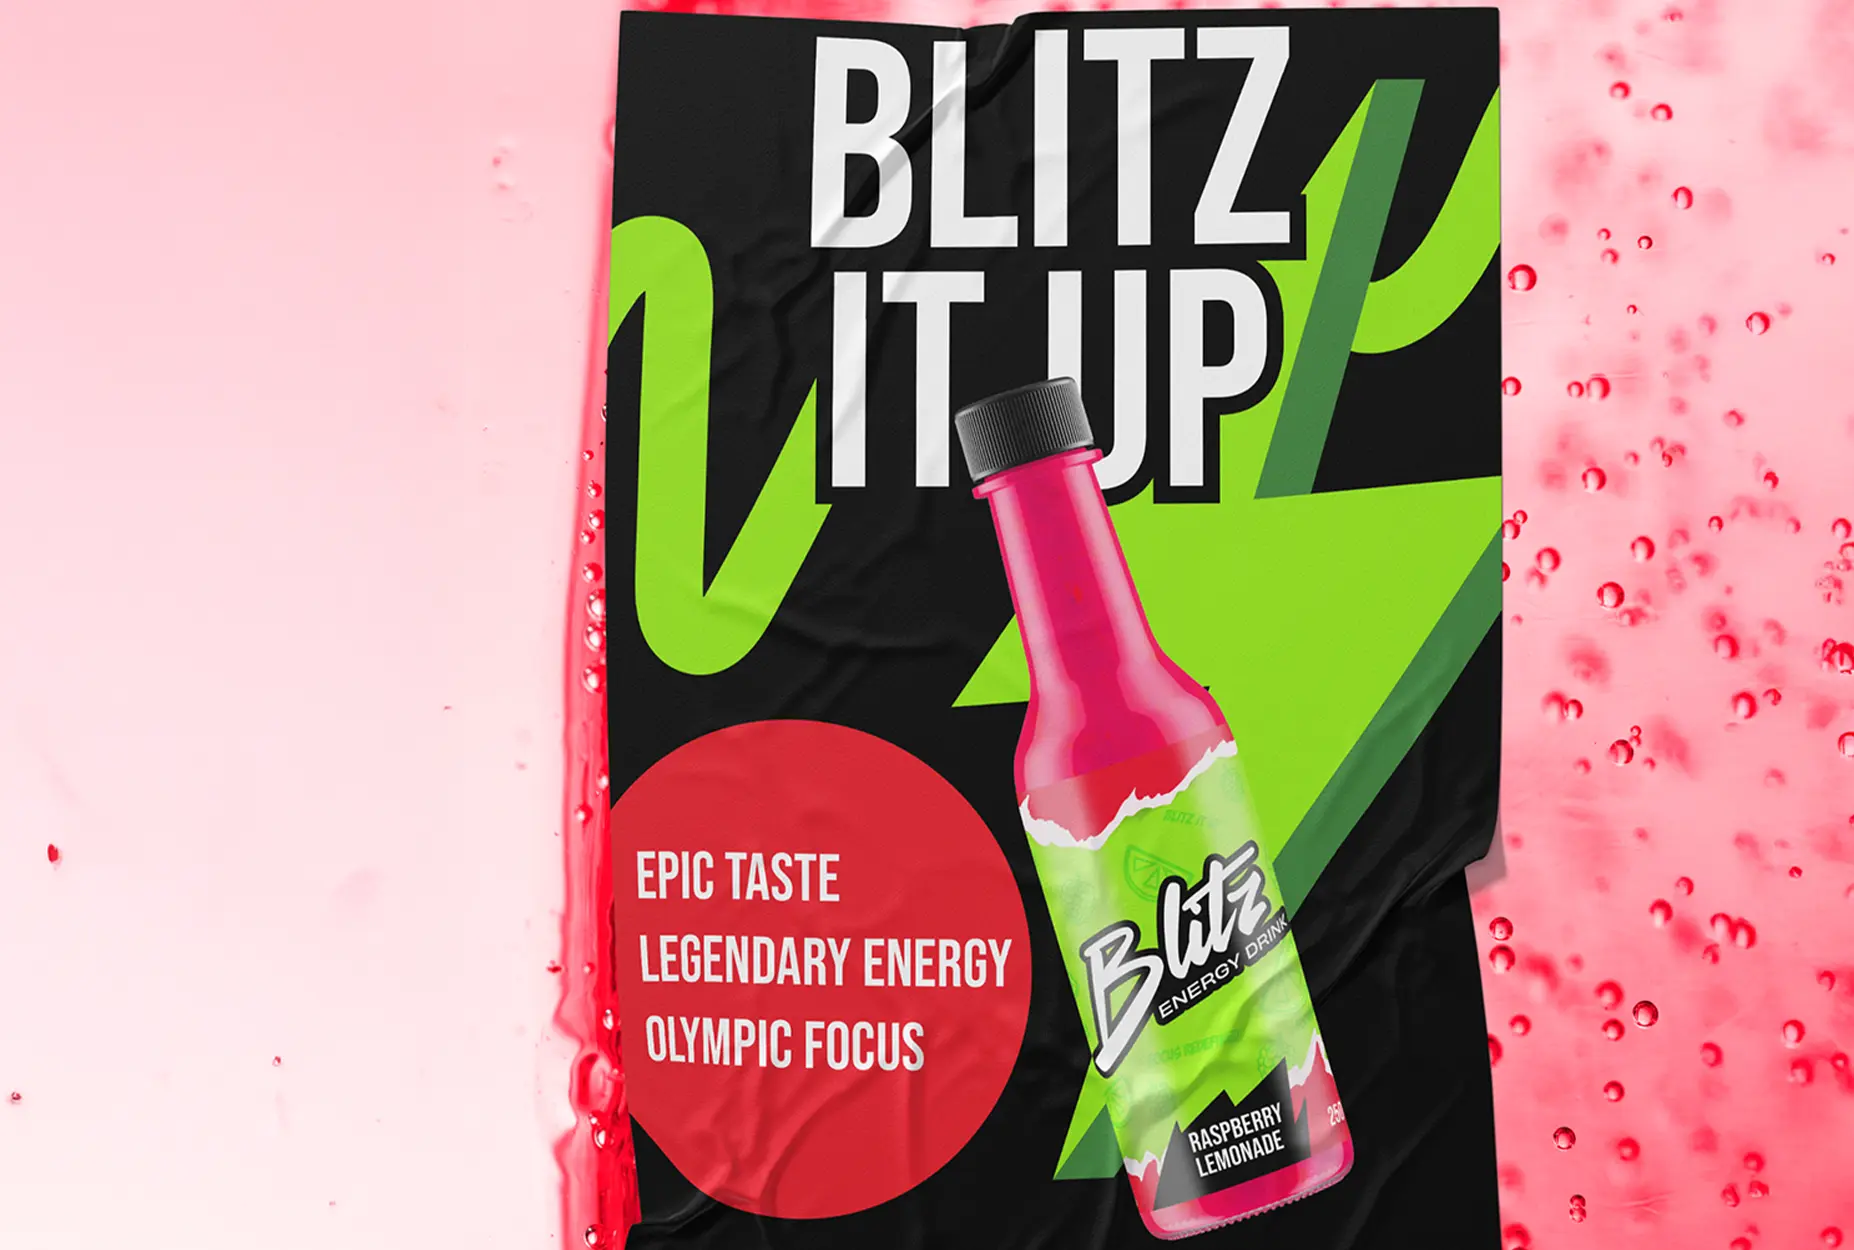 BLITZ
IT UP
EPIC TASTE
LEGENDARY ENERGY
OLYMPIC FOCUS
Blitz
ENERGY DRINK
RASPBERRY
LEMONADE